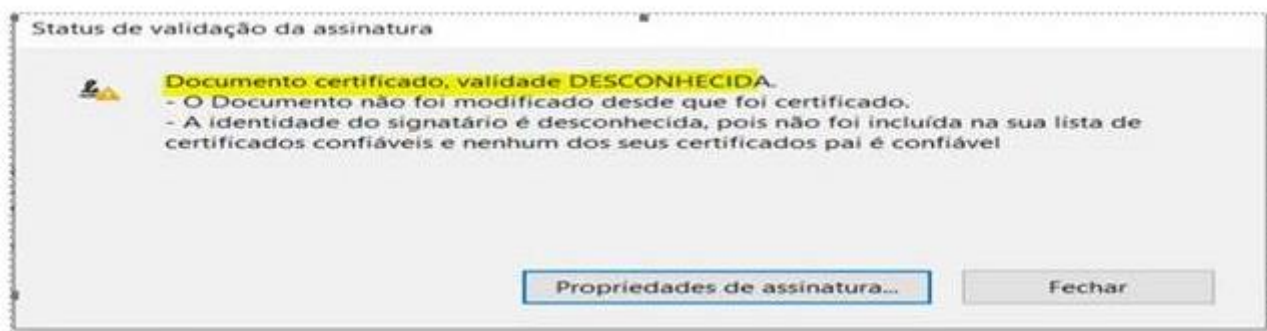 Status de validação da assinatura
Documento certificado, validade DESCONHECIDA.
- O Documento não foi modificado desde que foi certificado.
- A identidade do signatário é desconhecida, pois não foi incluída na sua lista de
certificados confiáveis e nenhum dos seus certificados pai é confiável
Propriedades de assinatura... Fechar